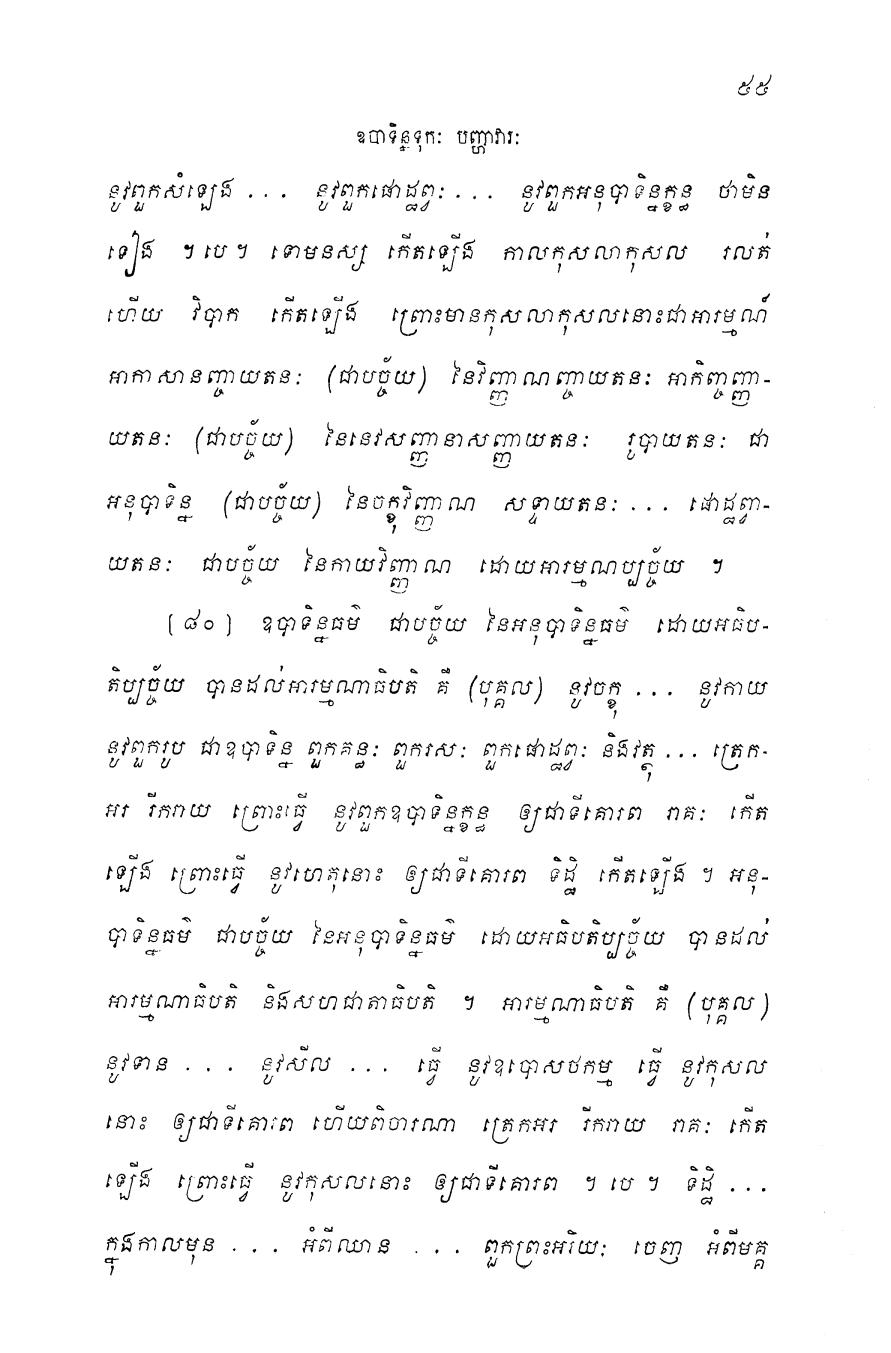 ៥៥
ឧបាទិន្នទុកៈ បញ្ហាវារៈ
នូវពួកសំឡេង ... នូវពួកផោដ្ឋព្វៈ ... នូវពួកអនុបាទិន្នក្ខន្ធ ថាមិន
ទៀង ។ បេ ។ ទោមនស្ស កើតឡើង កាលកុសលាកុសល រលត់
ហើយ វិបាក កើតឡើង ព្រោះមានកុសលាកុសលនោះជាអារម្មណ៍
អាកាសានញ្ចាយតនៈ (ជាបច្ច័យ) នៃវិញ្ញាណញ្ចាយតនៈ អាកិញ្ចញ្ញា-
យតនៈ (ជាបច្ច័យ) នៃនេវសញ្ញានាសញ្ញាយតនៈ រូបាយតនៈ ជា
អនុបាទិន្ន (ជាបច្ច័យ) នៃចក្ខុវិញ្ញាណ សទ្ទាយតនៈ ... ផោដ្ឋព្វា-
យតនៈ ជាបច្ច័យ នៃកាយវិញ្ញាណ ដោយអារម្មណប្បច្ច័យ ។
(៨០) ឧបាទិន្នធម៌ ជាបច្ច័យ នៃអនុបាទិន្នធម៌ ដោយអធិប-
តិប្បច្ច័យ បានដល់អារម្មណាធិបតិ គឺ (បុគ្គល) នូវចក្ខុ ... នូវកាយ
នូវពួករូប ជាឧបាទិន្ន ពួកគន្ធៈ ពួករសៈ ពួកផោដ្ឋព្វៈ និងវត្ថុ ... ត្រេក-
អរ រីករាយ ព្រោះធ្វើ នូវពួកឧបាទិន្នក្ខន្ធ ឲ្យជាទីគោរព រាគៈ កើត
ឡើង ព្រោះធ្វើ នូវហេតុនោះ ឲ្យជាទីគោរព ទិដ្ឋិ កើតឡើង ។ អនុ-
បាទិន្នធម៌ ជាបច្ច័យ នៃអនុបាទិន្នធម៌ ដោយអធិបតិប្បច្ច័យ បានដល់
អារម្មណាធិបតិ និងសហជាតាធិបតិ ។ អារម្មណាធិបតិ គឺ (បុគ្គល)
នូវទាន ... នូវសីល ... ធ្វើ នូវឧបោសថកម្ម ធ្វើ នូវកុសល
នោះ ឲ្យជាទីគោរព ហើយពិចារណា ត្រេកអរ រីករាយ រាគៈ កើត
ឡើង ព្រោះធ្វើ នូវកុសលនោះ ឲ្យជាទីគោរព ។ បេ ។ ទិដ្ឋិ ...
ក្នុងកាលមុន ... អំពីឈាន ... ពួកព្រះអរិយៈ ចេញ អំពីមគ្គ